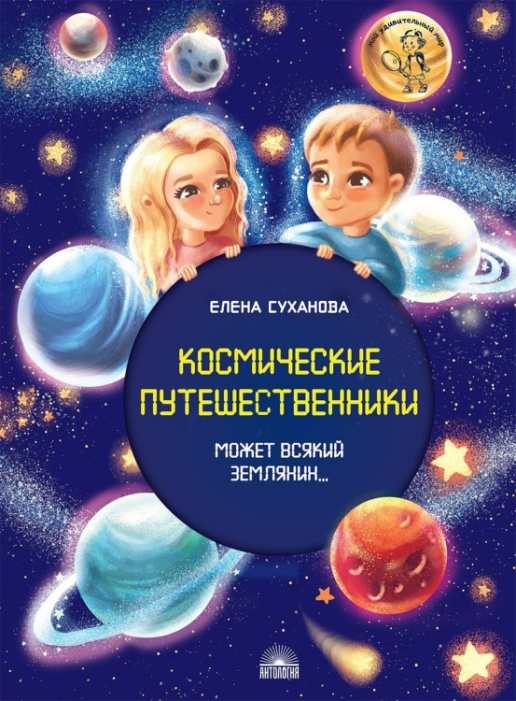 мой удивительный мир
ЕЛЕНА СУХАНОВА
КОСМИЧЕСКИЕ
ПУТЕШЕСТВЕННИКИ
МОЖЕТ ВСЯКИЙ
ЗЕМЛЯНИН...
АНТОЛОГИЯ